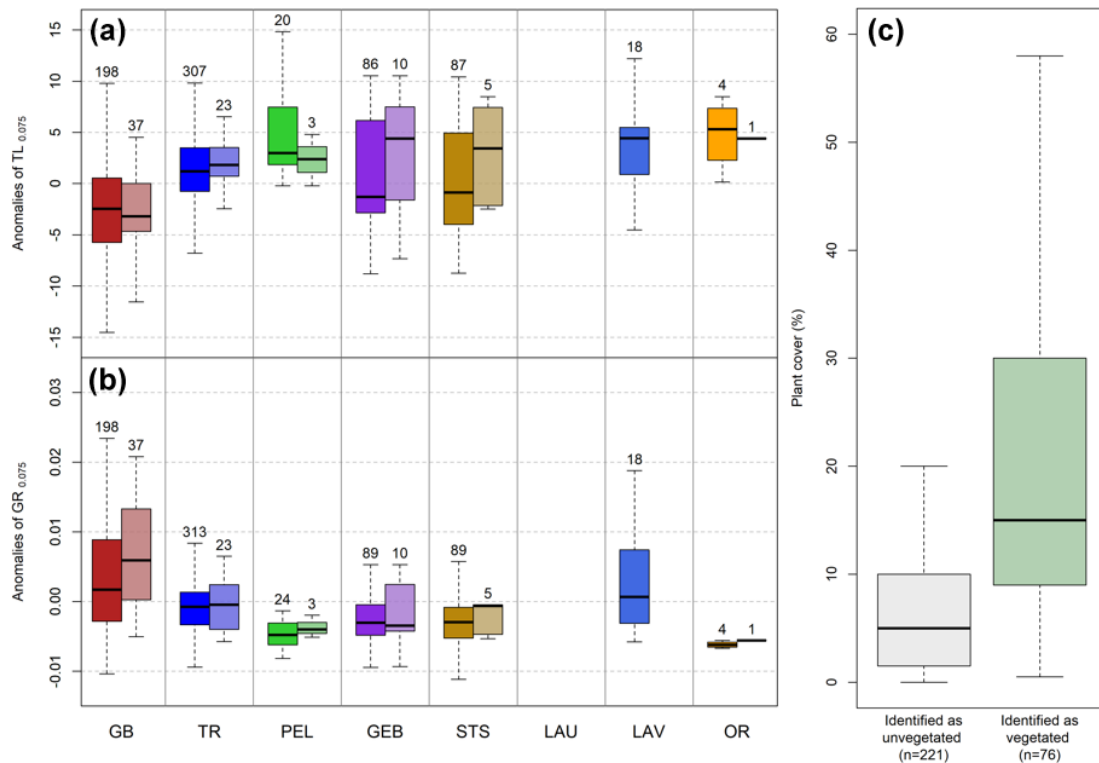 (a)
Anomalies of TL 0.075
15
10
5
0
-5
-10
-15
198
37
307
23
20
3
86
10
87
5
18
4
1
(b)
Anomalies of GR 0.075
0.03
0.02
0.01
0.00
-0.01
198
37
313
23
24
3
89
10
89
5
18
4
1
GB
TR
PEL
GEB
STS
LAU
LAV
OR
(c)
Plant cover (%)
60
50
40
30
20
10
0
Identified as
unvegetated
(n=221)
Identified as
vegetated
(n=76)